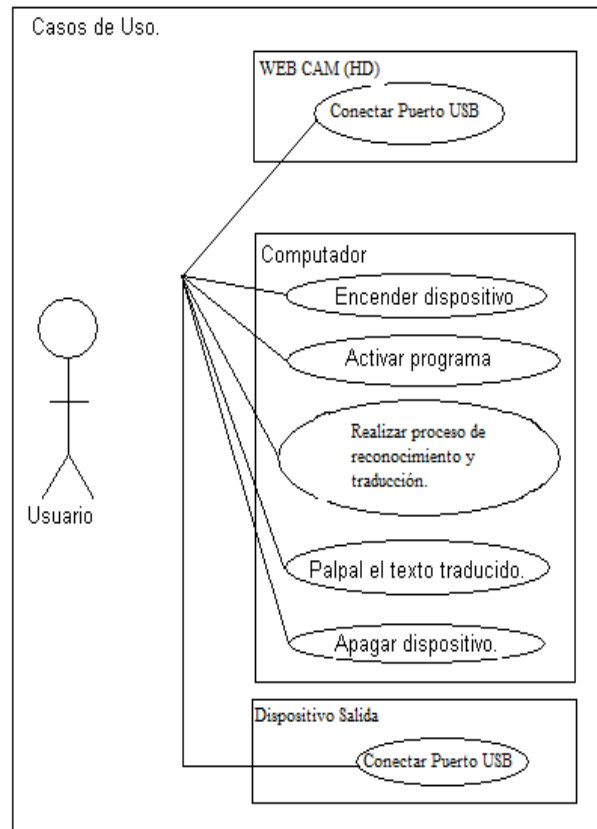 Casos de Uso.
WEB CAM (HD)
Conectar Puerto USB
Computador
Encender dispositivo
Activar programa
Realizar proceso de
reconocimiento y
traducción.
Usuario
Palpal el texto traducido.
Apagar dispositivo.
Dispositivo Salida
Conectar Puerto USB